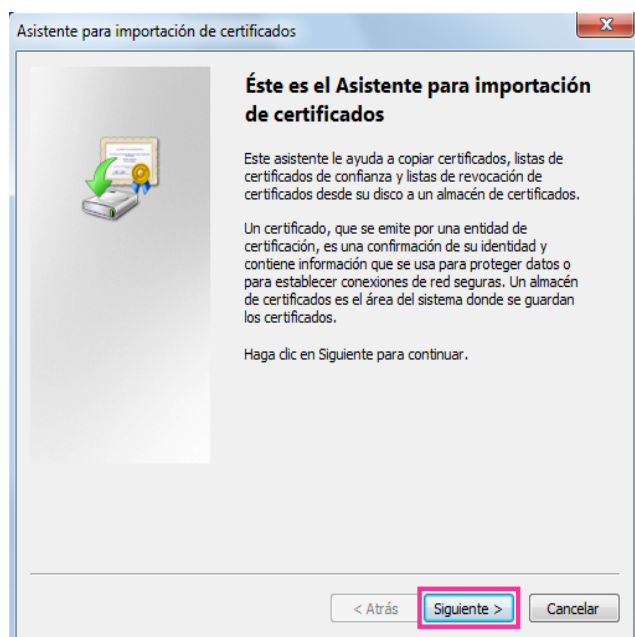 Asistente para importación de certificados
Éste es el Asistente para importación
de certificados
Este asistente le ayuda a copiar certificados, listas de
certificados de confianza y listas de revocación de
certificados desde su disco a un almacén de certificados.
Un certificado, que se emite por una entidad de
certificación, es una confirmación de su identidad y
contiene información que se usa para proteger datos o
para establecer conexiones de red seguras. Un almacén
de certificados es el área del sistema donde se guardan
los certificados.
Haga clic en Siguiente para continuar.
< Atrás Siguiente > Cancelar